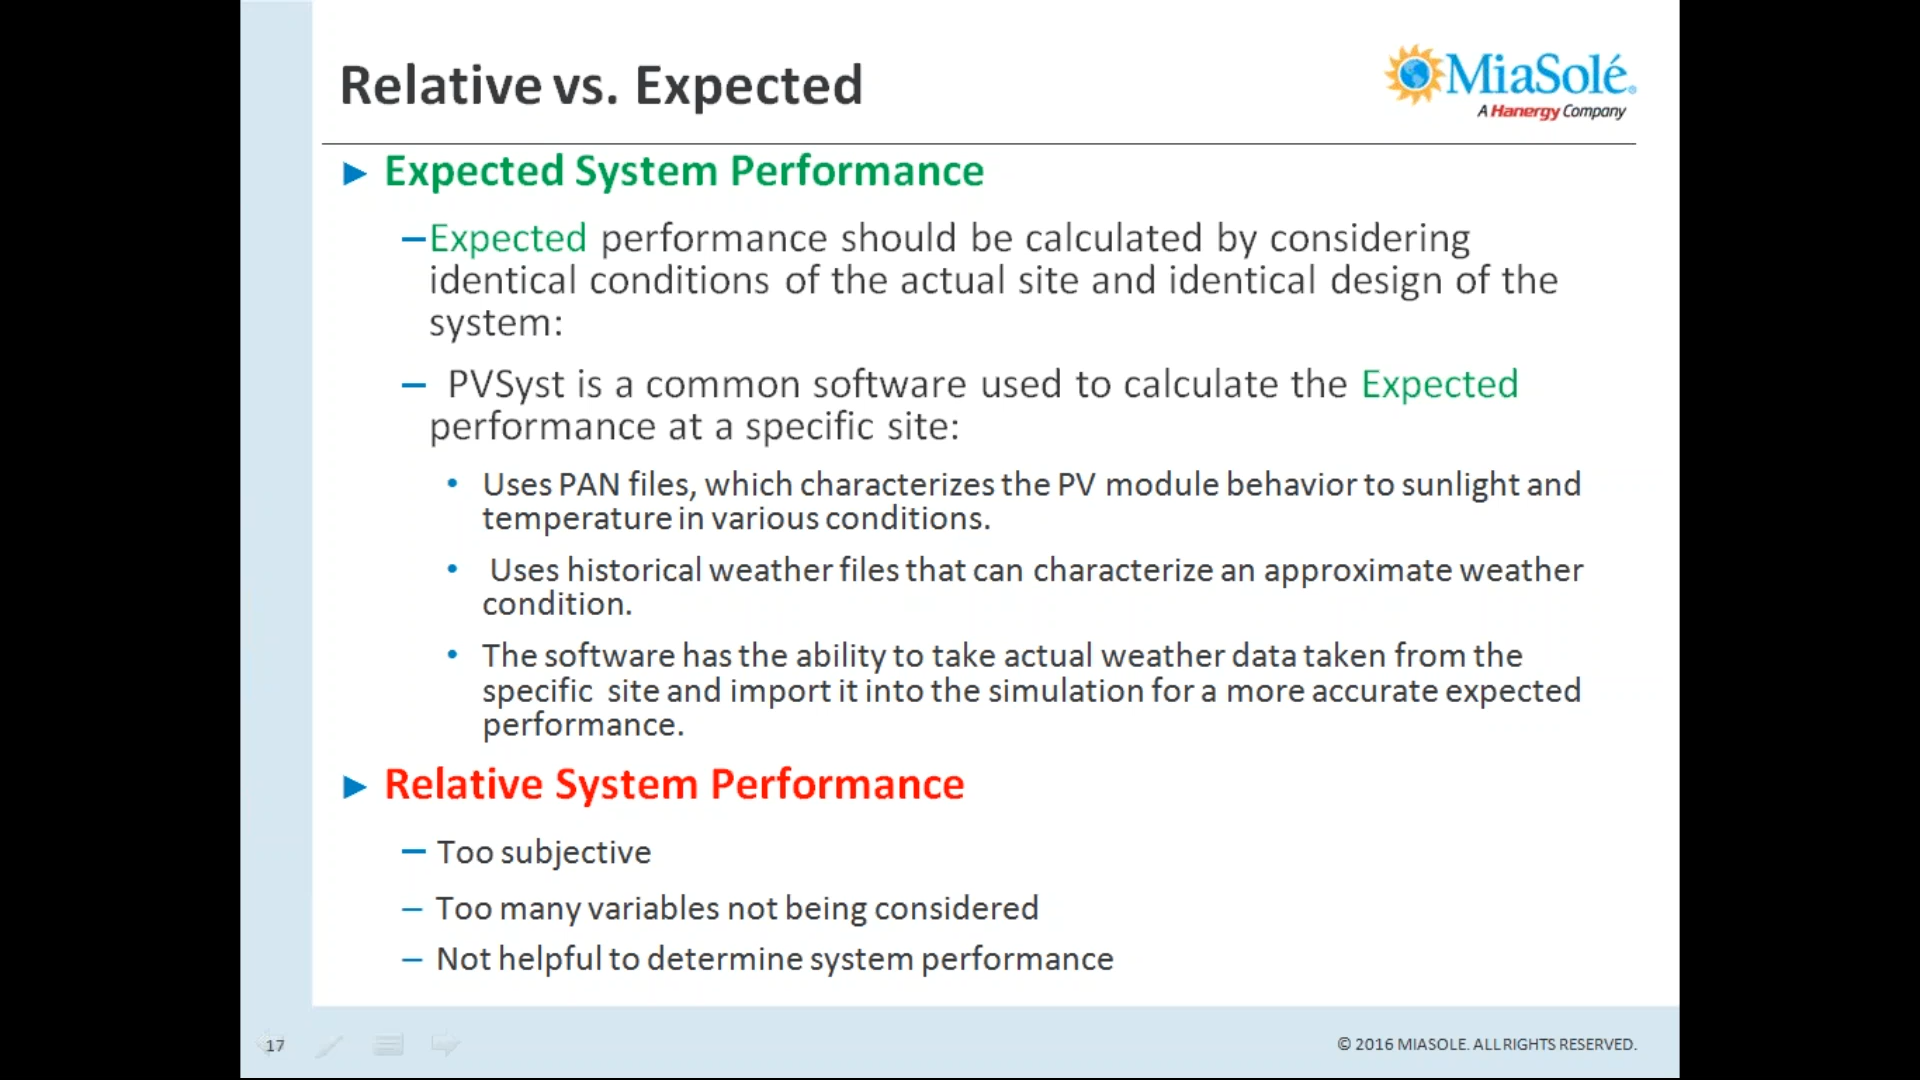 Relative vs. Expected
MiaSolé®
A Hanergy Company
► Expected System Performance
–Expected performance should be calculated by considering
identical conditions of the actual site and identical design of the
system:
– PVSyst is a common software used to calculate the Expected
performance at a specific site:
• Uses PAN files, which characterizes the PV module behavior to sunlight and
temperature in various conditions.
• Uses historical weather files that can characterize an approximate weather
condition.
• The software has the ability to take actual weather data taken from the
specific site and import it into the simulation for a more accurate expected
performance.
► Relative System Performance
– Too subjective
– Too many variables not being considered
– Not helpful to determine system performance
17
© 2016 MIASOLE. ALL RIGHTS RESERVED.